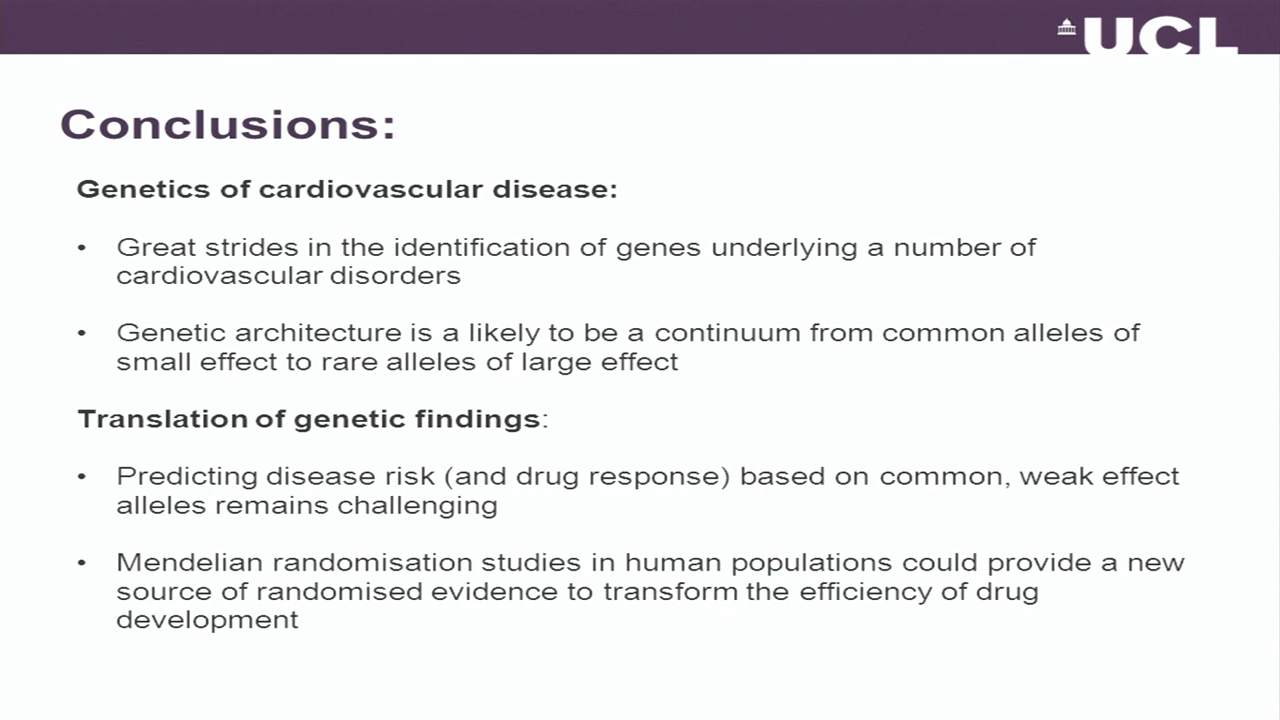 UCL
Conclusions:
Genetics of cardiovascular disease:
• Great strides in the identification of genes underlying a number of
cardiovascular disorders
• Genetic architecture is a likely to be a continuum from common alleles of
small effect to rare alleles of large effect
Translation of genetic findings:
• Predicting disease risk (and drug response) based on common, weak effect
alleles remains challenging
• Mendelian randomisation studies in human populations could provide a new
source of randomised evidence to transform the efficiency of drug
development